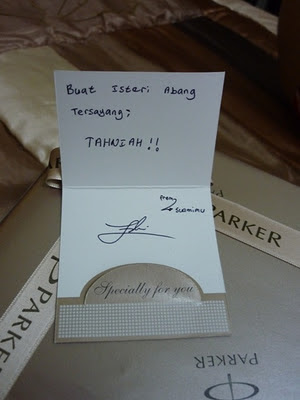 Buat Isteri Abang
Tersayang;
TAHNIAH !!
from,
suamimu
Specially for you
PARKER
PARKER
PARKER